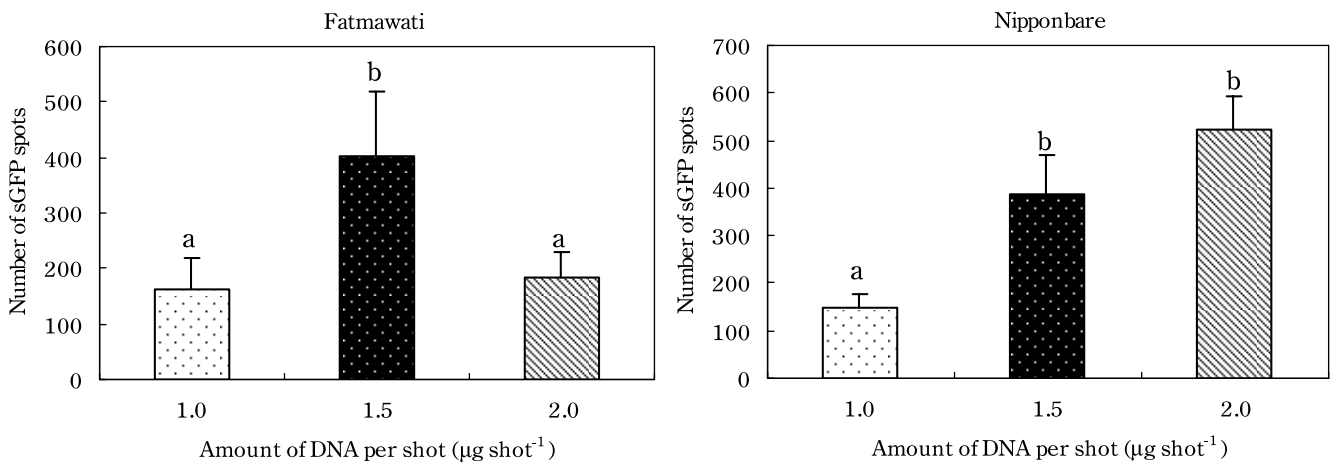 Fatmawati
600
500
400
300
200
100
0
Number of sGFP spots
a
b
a
1.0
1.5
2.0
Amount of DNA per shot (µg shot-1)
Nipponbare
700
600
500
400
300
200
100
0
Number of sGFP spots
a
b
b
1.0
1.5
2.0
Amount of DNA per shot (µg shot-1)